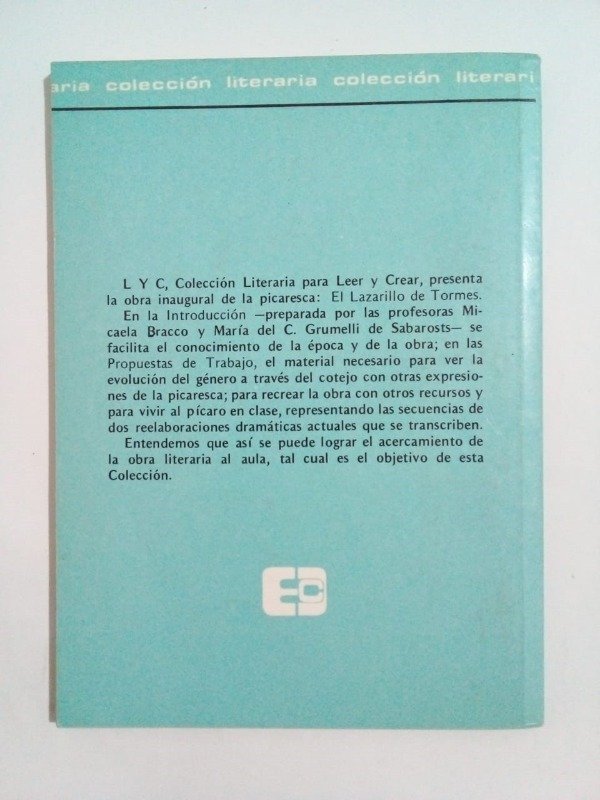 aria colección literaria colección literari
L Y C, Colección Literaria para Leer y Crear, presenta
la obra inaugural de la picaresca: El Lazarillo de Tormes.
En la Introducción —preparada por las profesoras Mi-
caela Bracco y María del C. Grumelli de Sabarosts— se
facilita el conocimiento de la época y de la obra; en las
Propuestas de Trabajo, el material necesario para ver la
evolución del género a través del cotejo con otras expresio-
nes de la picaresca; para recrear la obra con otros recursos y
para vivir al pícaro en clase, representando las secuencias de
dos reelaboraciones dramáticas actuales que se transcriben.
Entendemos que así se puede lograr el acercamiento de
la obra literaria al aula, tal cual es el objetivo de esta
Colección.
EC